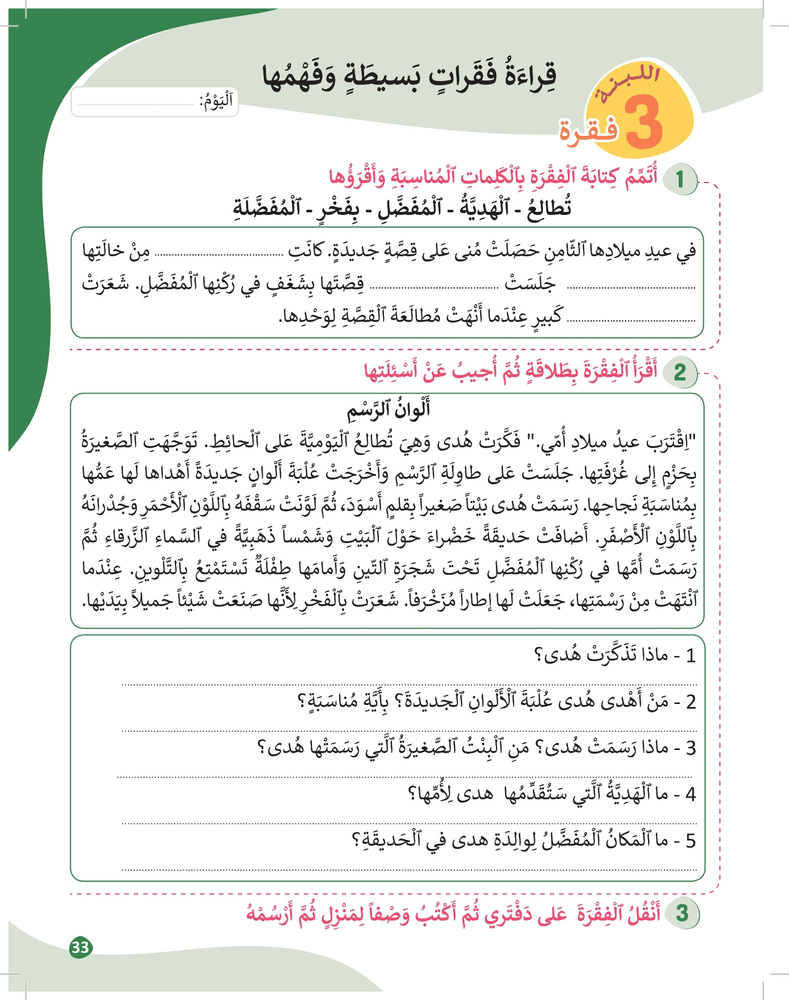 قِراءَةُ فَقَراتٍ بَسيطَةٍ وَفَهْمُها
اللبنة
3
فقرة
اَلْيَوْمُ: ........................................
1 أُتَمِّمُ كِتابَةَ ٱلْفِقْرَةِ بِٱلْكَلِماتِ ٱلْمُناسِبَةِ وَأَقْرَؤُها
تُطالِعُ - ٱلْهَدِيَّةُ - ٱلْمُفَضَّلِ - بِفَخْرٍ - ٱلْمُفَضَّلَةِ
في عيدِ ميلادِها ٱلثّامِنِ حَصَلَتْ مُنى عَلى قِصَّةٍ جَديدَةٍ. كانَتِ ........................................ مِنْ خالَتِها
........................................ جَلَسَتْ ........................................ قِصَّتَها بِشَغَفٍ في رُكْنِها ٱلْمُفَضَّلِ. شَعَرَتْ
........................................ كَبيرٍ عِنْدَما أَنْهَتْ مُطالَعَةَ ٱلْقِصَّةِ لِوَحْدِها.
2 أَقْرَأُ ٱلْفِقْرَةَ بِطَلاقَةٍ ثُمَّ أُجيبُ عَنْ أَسْئِلَتِها
أَلْوانُ ٱلرَّسْمِ
"اِقْتَرَبَ عيدُ ميلادِ أُمّي." فَكَّرَتْ هُدى وَهِيَ تُطالِعُ ٱلْيَوْمِيَّةَ عَلى ٱلْحائِطِ. تَوَجَّهَتِ ٱلصَّغيرَةُ
بِحَزْمٍ إِلى غُرْفَتِها. جَلَسَتْ عَلى طاوِلَةِ ٱلرَّسْمِ وَأَخْرَجَتْ عُلْبَةَ أَلْوانٍ جَديدَةً أَهْداها لَها عَمُّها
بِمُناسَبَةِ نَجاحِها. رَسَمَتْ هُدى بَيْتاً صَغيراً بِقلمٍ أَسْوَدَ، ثُمَّ لَوَّنَتْ سَقْفَهُ بِٱللَّوْنِ ٱلْأَحْمَرِ وَجُدْرانَهُ
بِٱللَّوْنِ ٱلْأَصْفَرِ. أَضافَتْ حَديقَةً خَضْراءَ حَوْلَ ٱلْبَيْتِ وَشَمْساً ذَهَبِيَّةً في ٱلسَّماءِ ٱلزَّرقاءِ ثُمَّ
رَسَمَتْ أُمَّها في رُكْنِها ٱلْمُفَضَّلِ تَحْتَ شَجَرَةِ ٱلتّينِ وَأَمامَها طِفْلَةٌ تَسْتَمْتِعُ بِٱلتَّلْوينِ. عِنْدَما
ٱنْتَهَتْ مِنْ رَسْمَتِها، جَعَلَتْ لَها إطاراً مُزَخْرَفاً. شَعَرَتْ بِٱلْفَخْرِ لِأَنَّها صَنَعَتْ شَيْئاً جَميلاً بِيَدَيْها.
1 - ماذا تَذَكَّرَتْ هُدى؟
2 - مَنْ أَهْدى هُدى عُلْبَةَ ٱلْأَلْوانِ ٱلْجَديدَةَ؟ بِأَيَّةِ مُناسَبَةٍ؟
3 - ماذا رَسَمَتْ هُدى؟ مَنِ ٱلْبِنْتُ ٱلصَّغيرَةُ ٱلَّتي رَسَمَتْها هُدى؟
4 - ما ٱلْهَدِيَّةُ ٱلَّتي سَتُقَدِّمُها هدى لِأُمِّها؟
5 - ما ٱلْمَكانُ ٱلْمُفَضَّلُ لِوالِدَةِ هدى في ٱلْحَديقَةِ؟
3 أَنْقُلُ ٱلْفِقْرَةَ عَلى دَفْتَري ثُمَّ أَكْتُبُ وَصْفاً لِمَنْزِلٍ ثُمَّ أَرْسُمْهُ
33